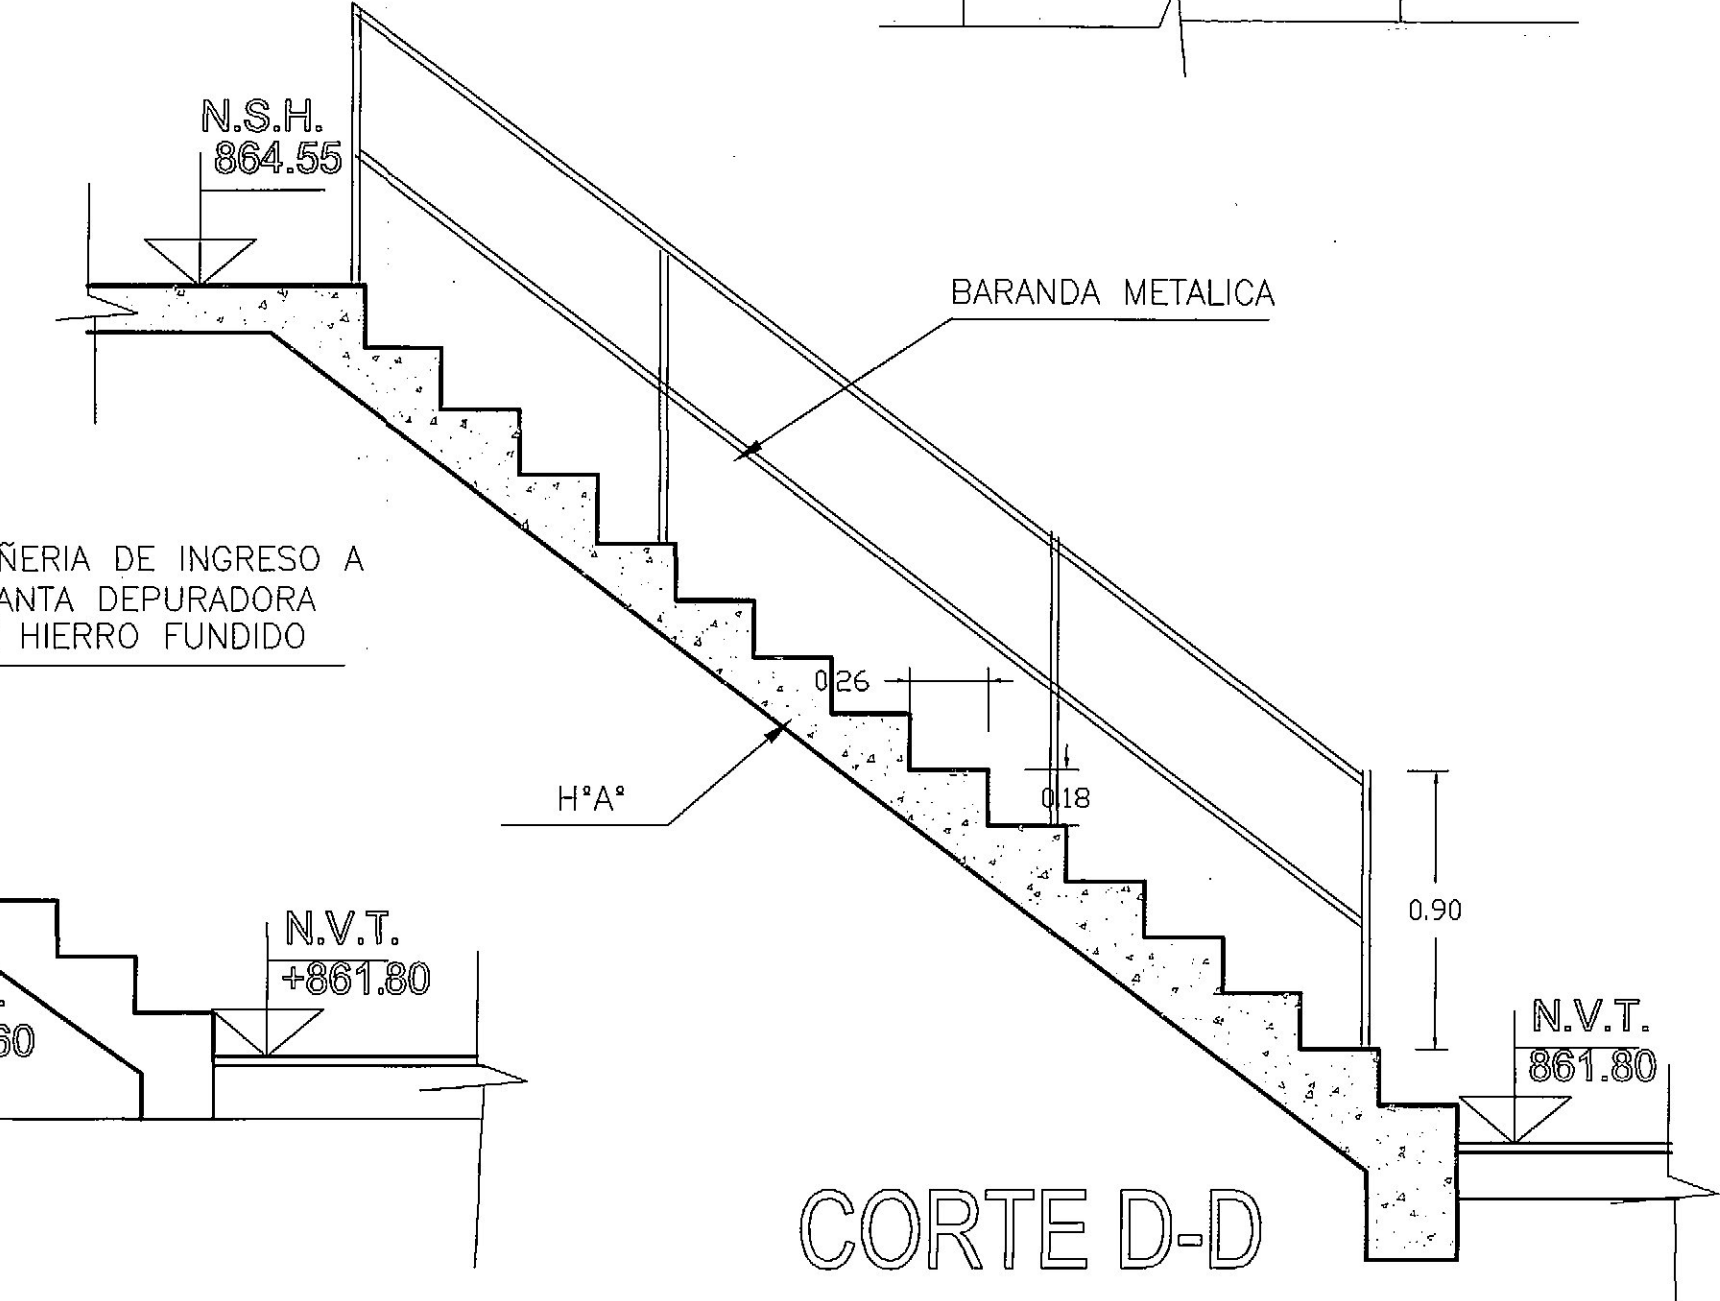 N.S.H.
864.55
BARANDA METALICA
ÑERIA DE INGRESO A
ANTA DEPURADORA
HIERRO FUNDIDO
0.26
H°A°
0.18
0.90
N.V.T.
+861.80
60
N.V.T.
861.80
CORTE D-D